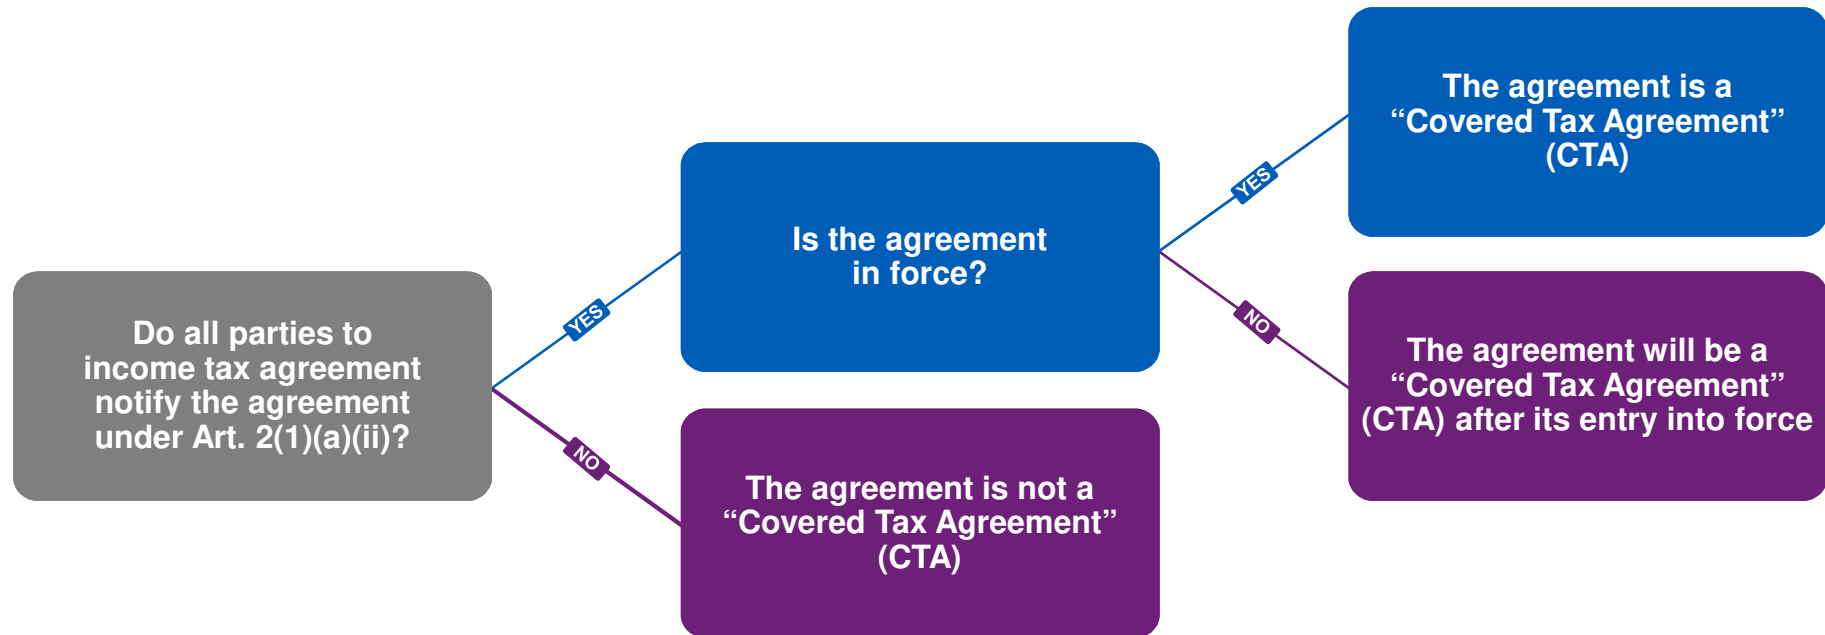 Do all parties to
income tax agreement
notify the agreement
under Art. 2(1)(a)(ii)?
YES
NO
Is the agreement
in force?
The agreement is not a
“Covered Tax Agreement”
(CTA)
YES
NO
The agreement is a
“Covered Tax Agreement”
(CTA)
The agreement will be a
“Covered Tax Agreement”
(CTA) after its entry into force